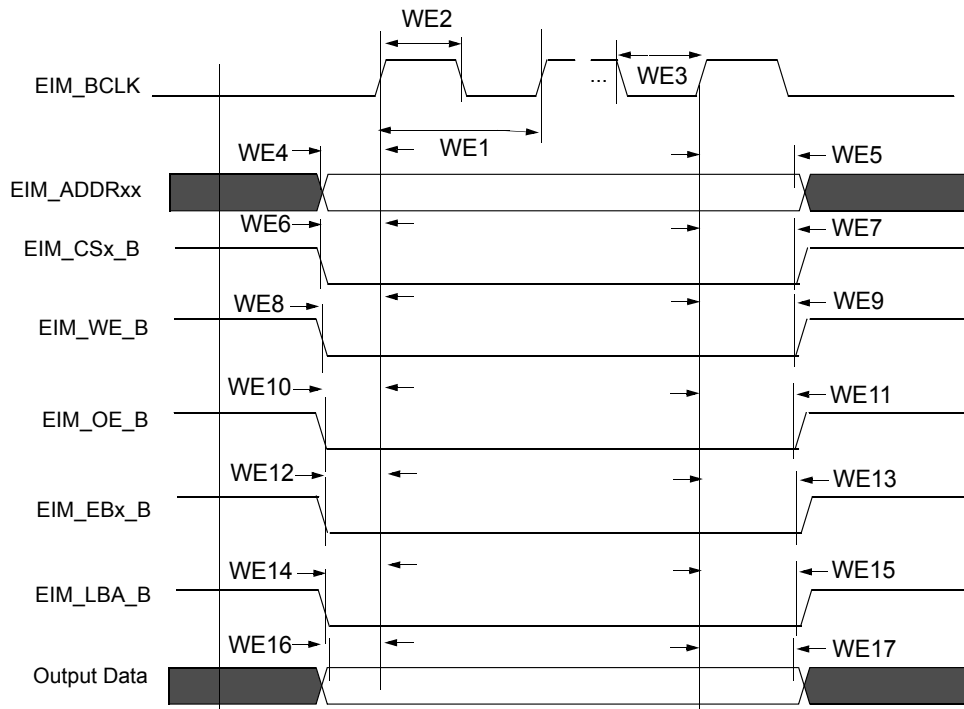 WE2
EIM_BCLK
...
WE3
WE4
WE1
WE5
EIM_ADDRxx
WE6
WE7
EIM_CSx_B
WE8
WE9
EIM_WE_B
WE10
WE11
EIM_OE_B
WE12
WE13
EIM_EBx_B
WE14
WE15
EIM_LBA_B
WE16
WE17
Output Data